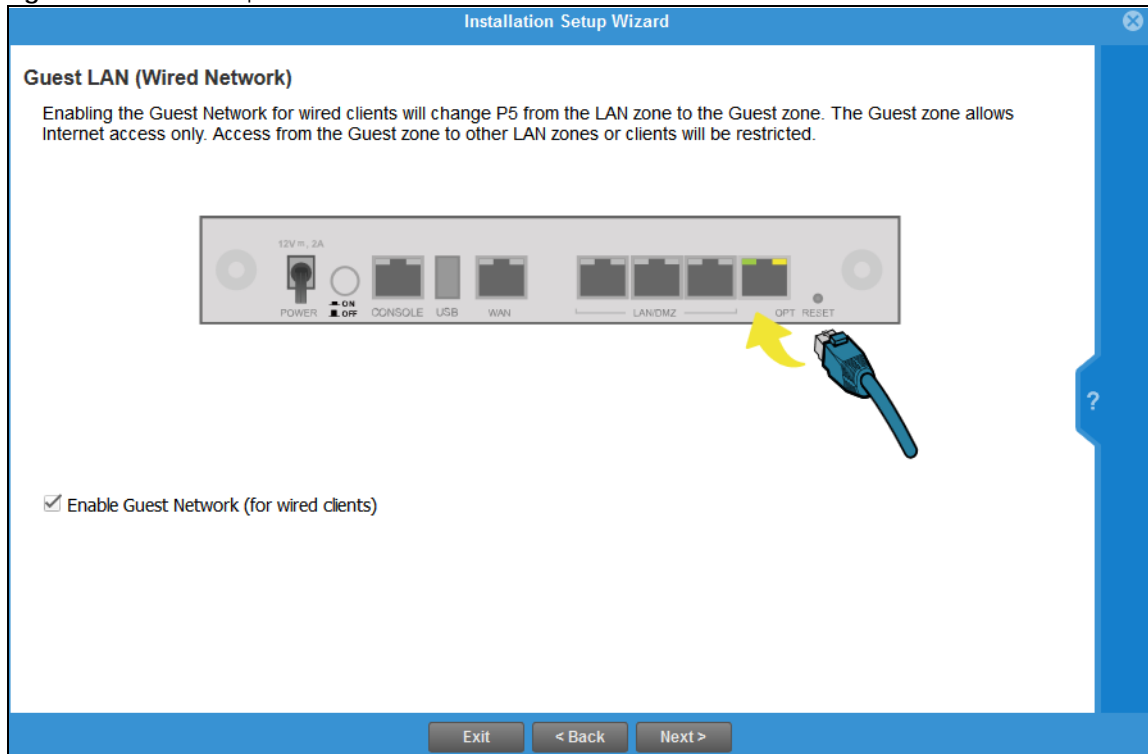 Installation Setup Wizard
Guest LAN (Wired Network)
Enabling the Guest Network for wired clients will change P5 from the LAN zone to the Guest zone. The Guest zone allows
Internet access only. Access from the Guest zone to other LAN zones or clients will be restricted.
12V⎓, 2A
ON
OFF
POWER
CONSOLE
USB
WAN
LAN/DMZ
OPT
RESET
?
Enable Guest Network (for wired clients)
Exit
< Back
Next >